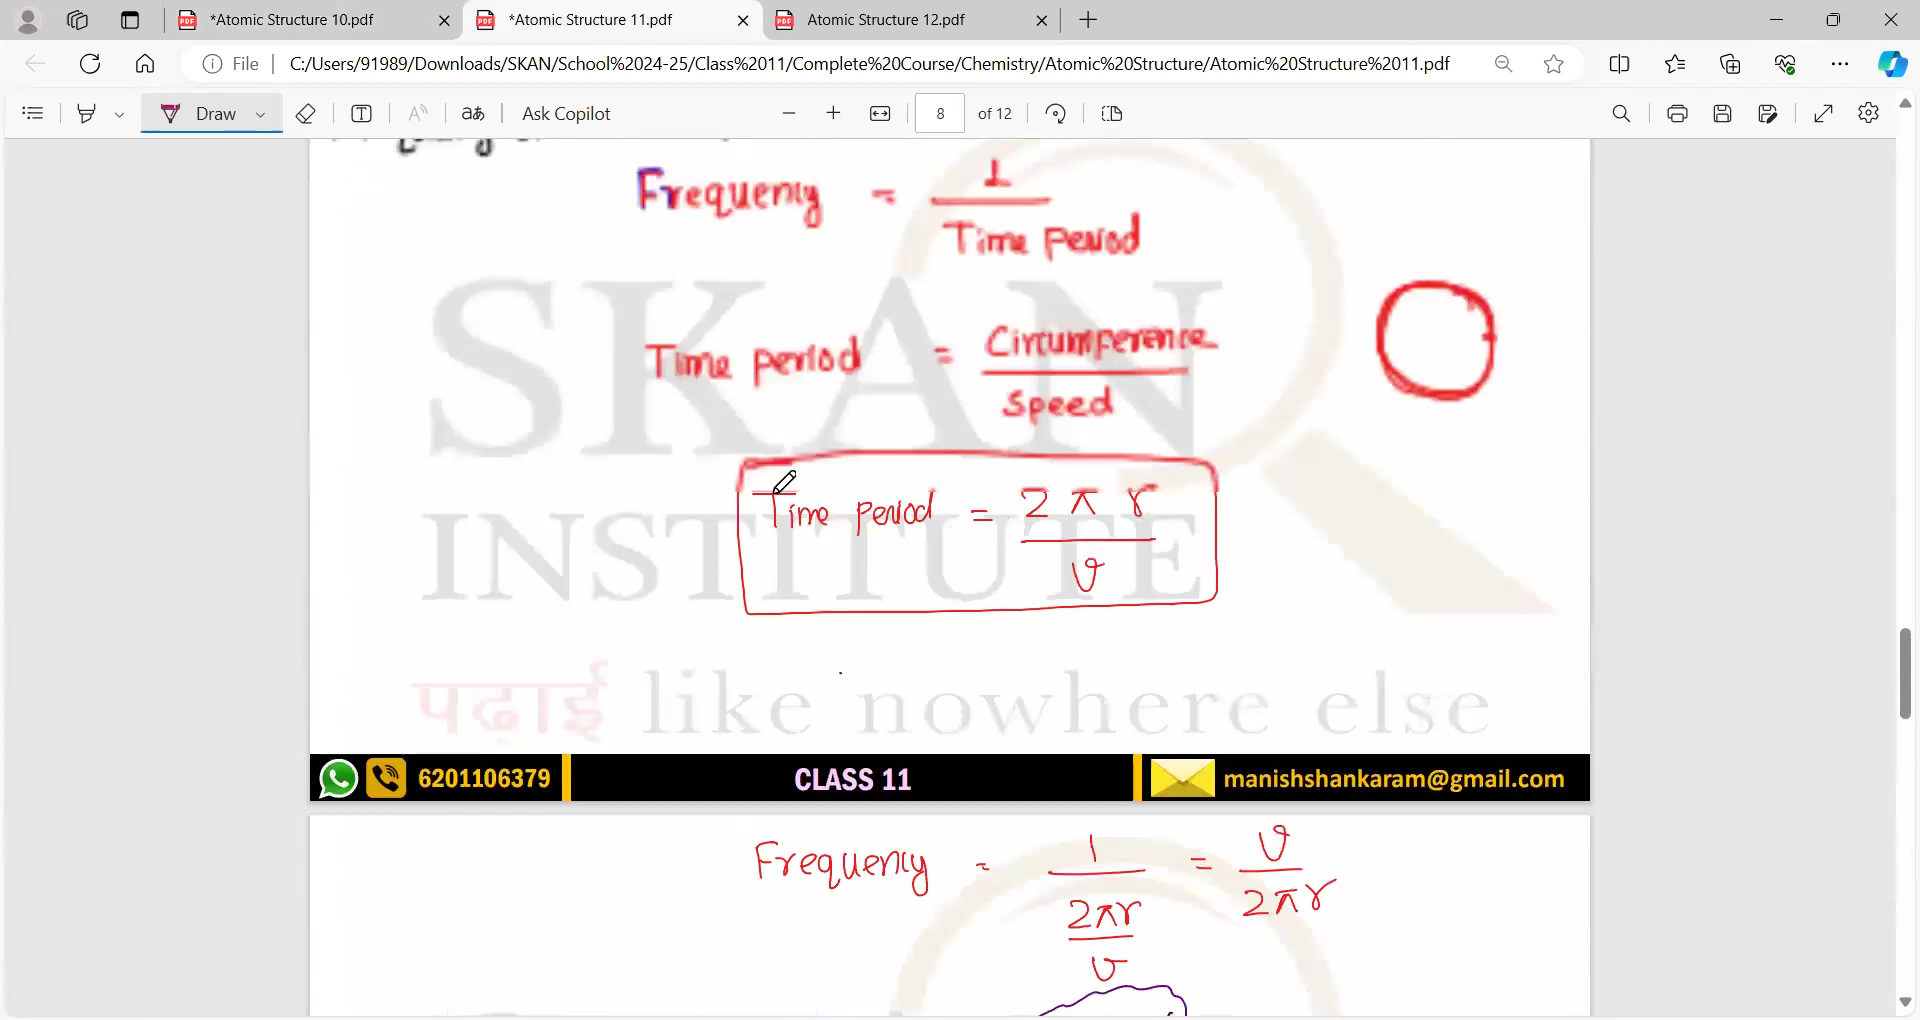 *Atomic Structure 10.pdf
*Atomic Structure 11.pdf
Atomic Structure 12.pdf
File
C:/Users/91989/Downloads/SKAN/School%2024-25/Class%2011/Complete%20Course/Chemistry/Atomic%20Structure/Atomic%20Structure%2011.pdf
Draw
Ask Copilot
8 of 12
Frequency = 1 / Time period
Time period = Circumperence / Speed
Time period = 2 π r / v
SKAN
INSTITUTE
पढ़ाई like nowhere else
6201106379
CLASS 11
manishshankaram@gmail.com
Frequency = 1 / 2πr / v = v / 2πr